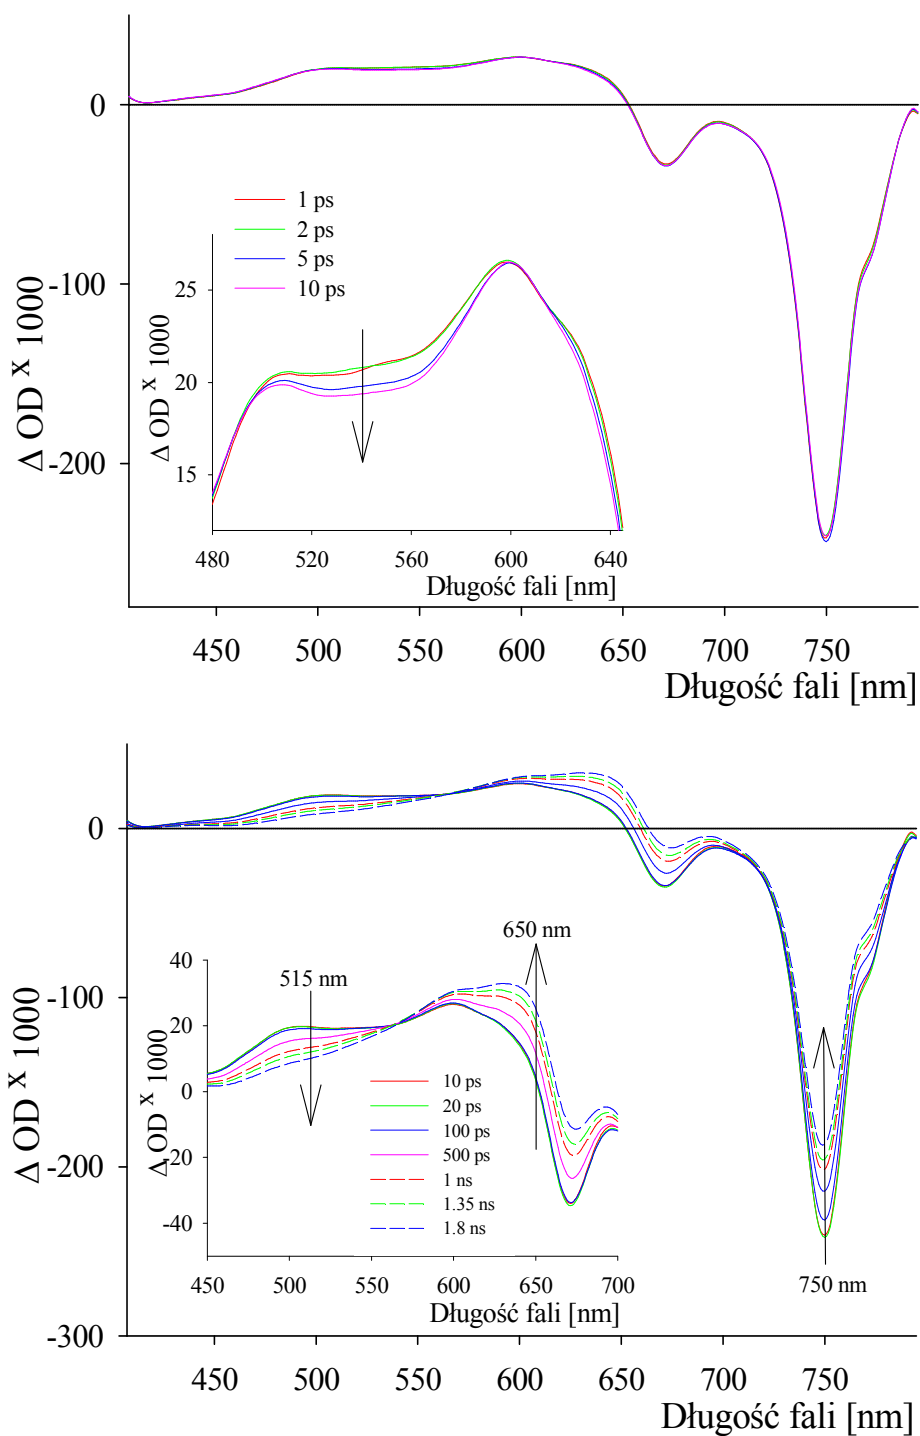 0
-100
-200
Δ OD x 1000
1 ps
2 ps
5 ps
10 ps
25
20
15
Δ OD x 1000
480 520 560 600 640
Długość fali [nm]
450 500 550 600 650 700 750
Długość fali [nm]
0
-100
-200
-300
Δ OD x 1000
40
20
0
-20
-40
Δ OD x 1000
515 nm
650 nm
750 nm
10 ps
20 ps
100 ps
500 ps
1 ns
1.35 ns
1.8 ns
450 500 550 600 650 700
Długość fali [nm]
450 500 550 600 650 700 750
Długość fali [nm]